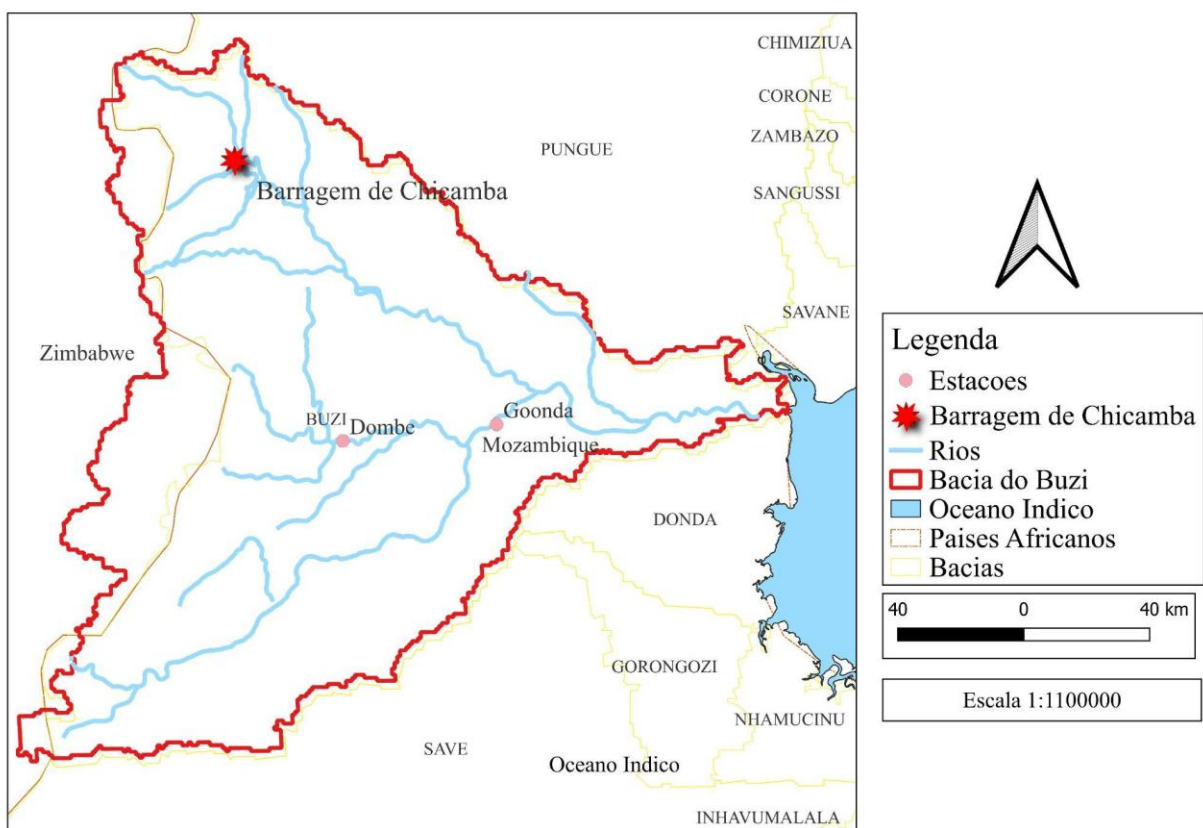 CHIMIZIUA
CORONE
ZAMBAZO
PUNGUE
SANGUSSI
Barragem de Chicamba
SAVANE
Zimbabwe
BUZI
Dombe
Goonda
Mozambique
DONDA
GORONGOZI
NHAMUCINU
SAVE
Oceano Indico
INHAVUMALALA
Legenda
Estacoes
Barragem de Chicamba
Rios
Bacia do Buzi
Oceano Indico
Paises Africanos
Bacias
40 0 40 km
Escala 1:1100000